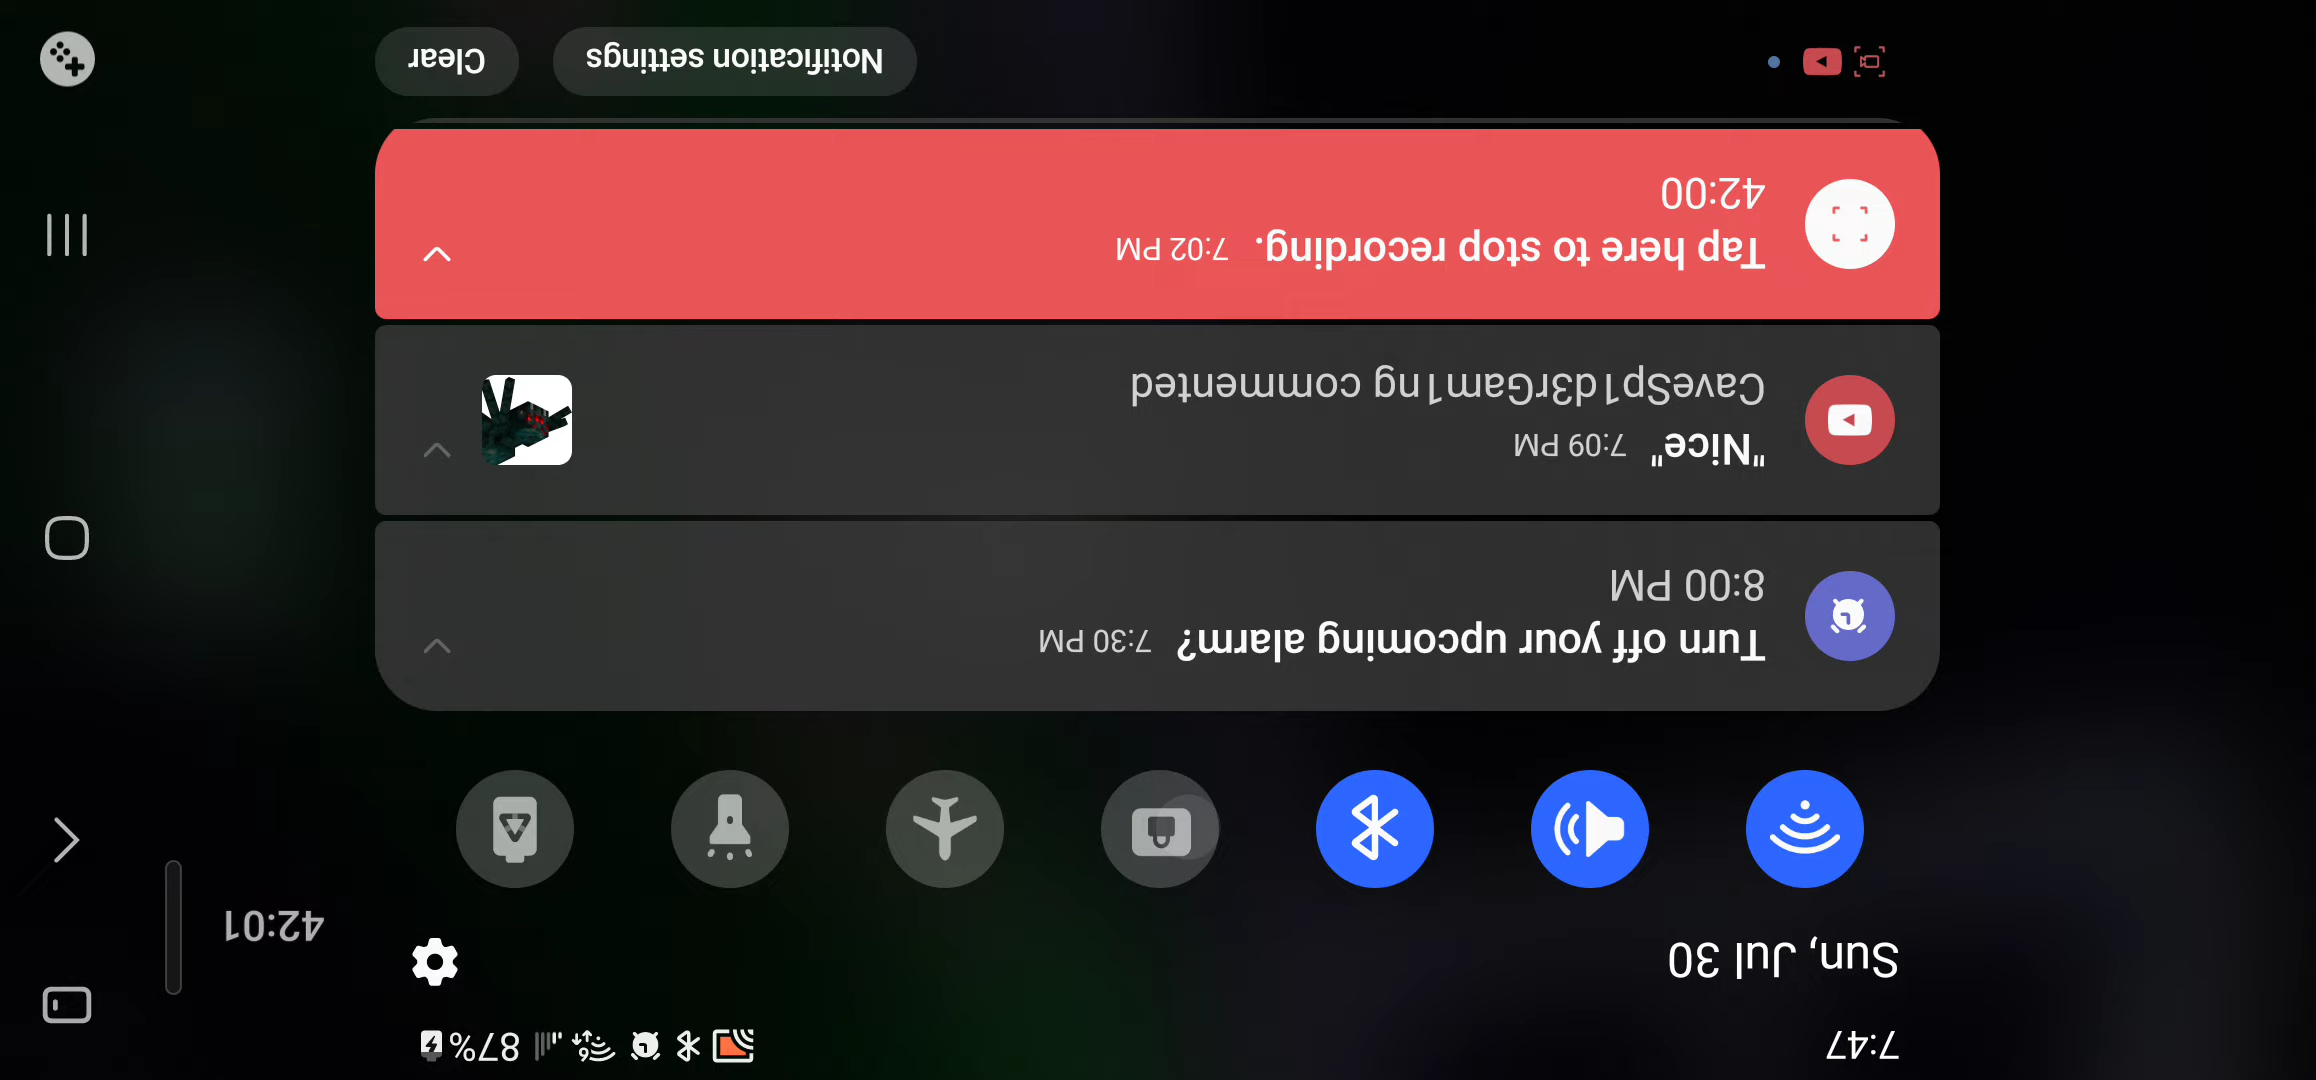 7:47
87%
Sun, Jul 30
42:01
Turn off your upcoming alarm? 7:30 PM
8:00 PM
"Nice" 7:09 PM
CaveSp1d3rGam1ng commented
Tap here to stop recording. 7:02 PM
42:00
Notification settings
Clear